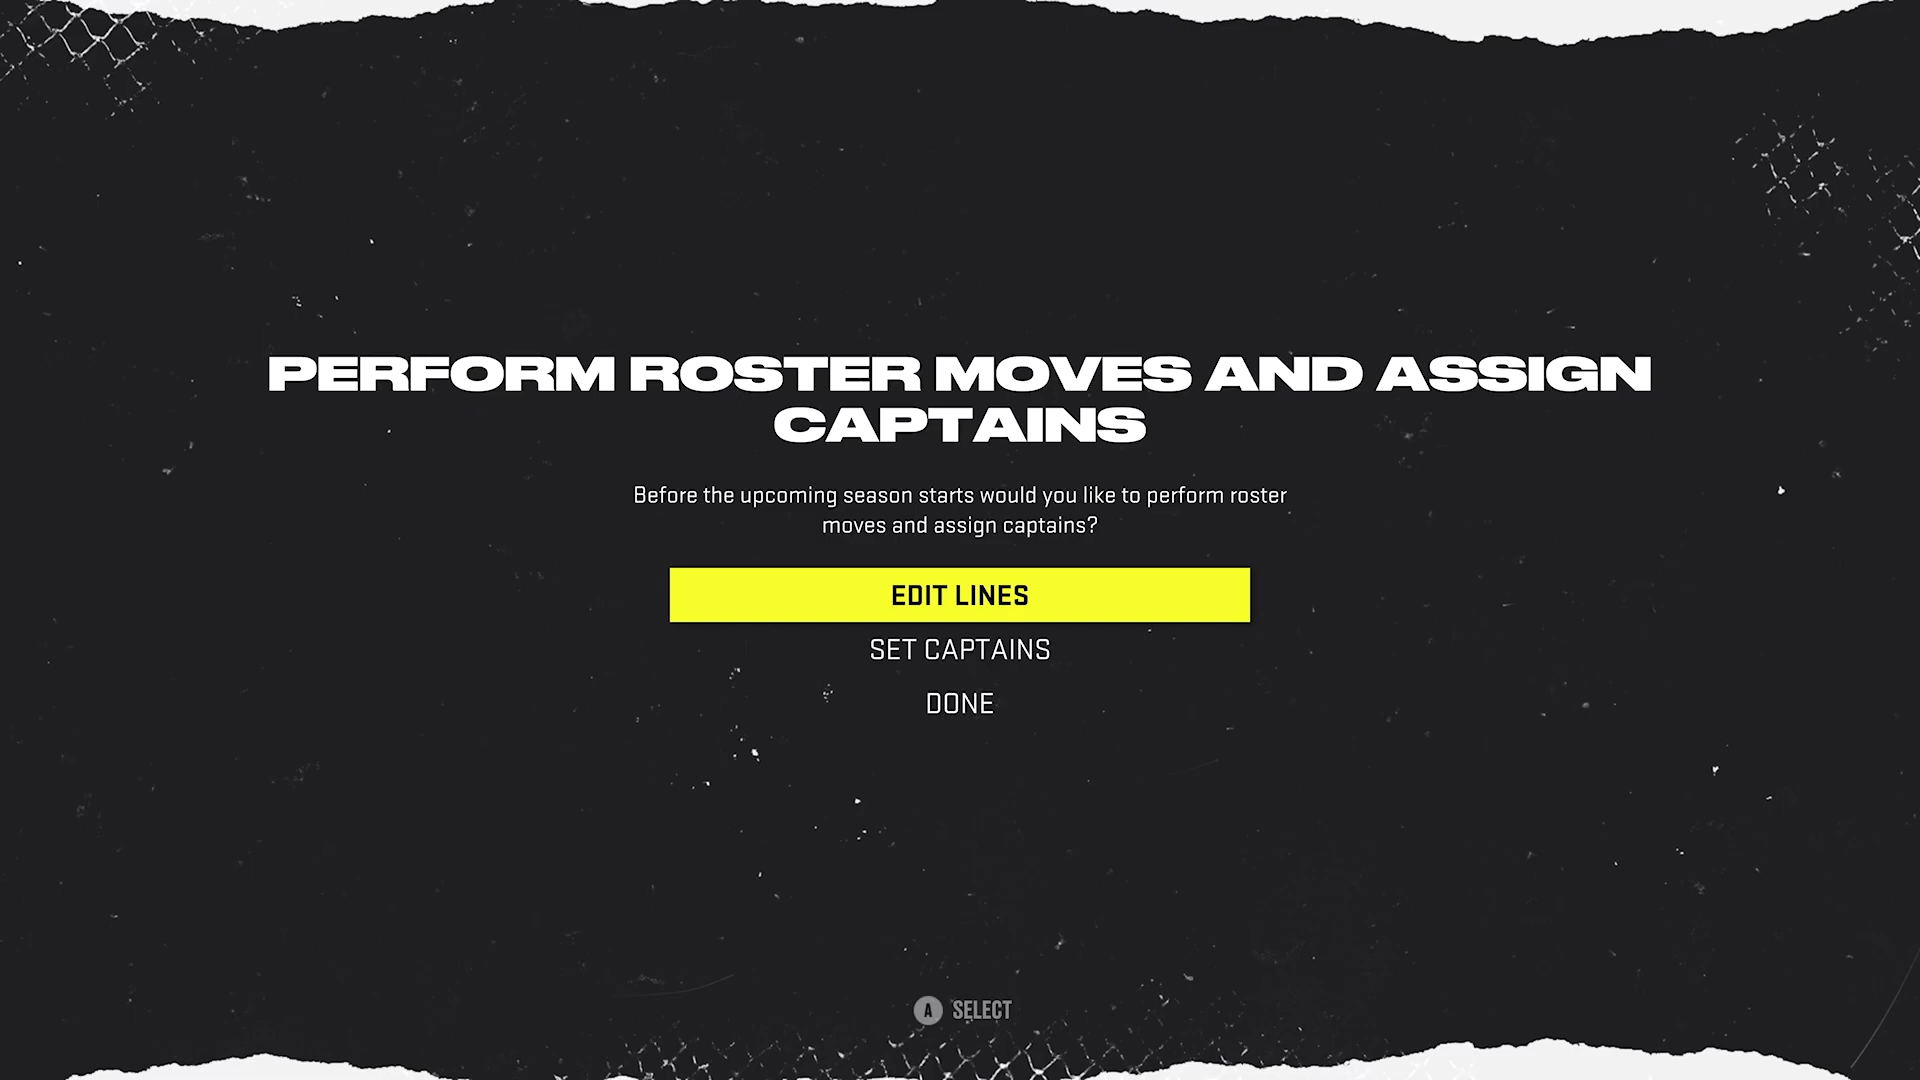 PERFORM ROSTER MOVES AND ASSIGN
CAPTAINS
Before the upcoming season starts would you like to perform roster
moves and assign captains?
EDIT LINES
SET CAPTAINS
DONE
A SELECT